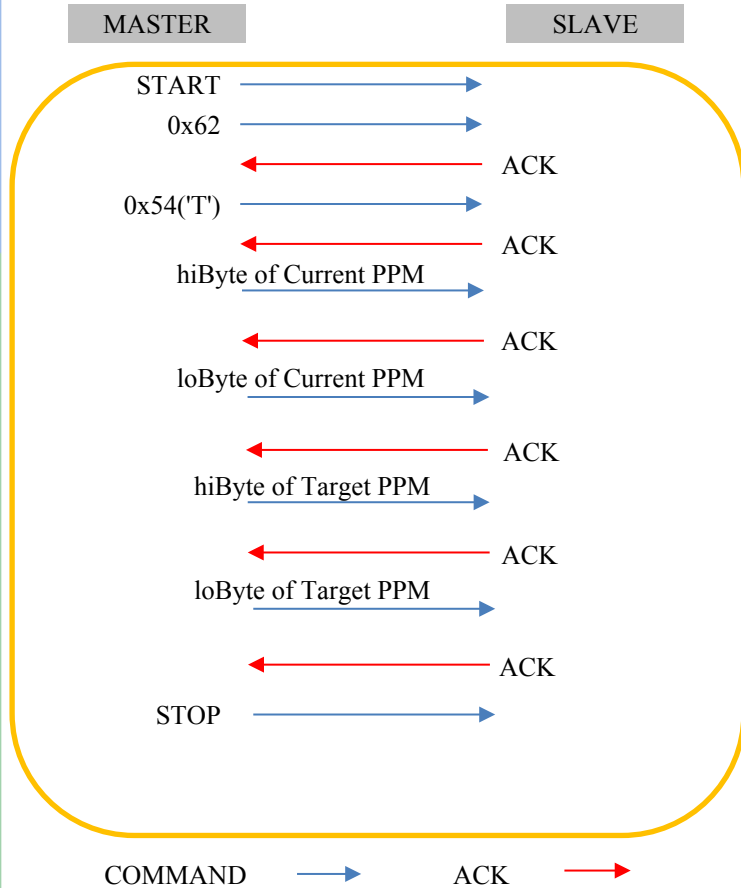 MASTER SLAVE
START
0x62
ACK
0x54('T')
ACK
hiByte of Current PPM
ACK
loByte of Current PPM
ACK
hiByte of Target PPM
ACK
loByte of Target PPM
ACK
STOP
COMMAND ACK